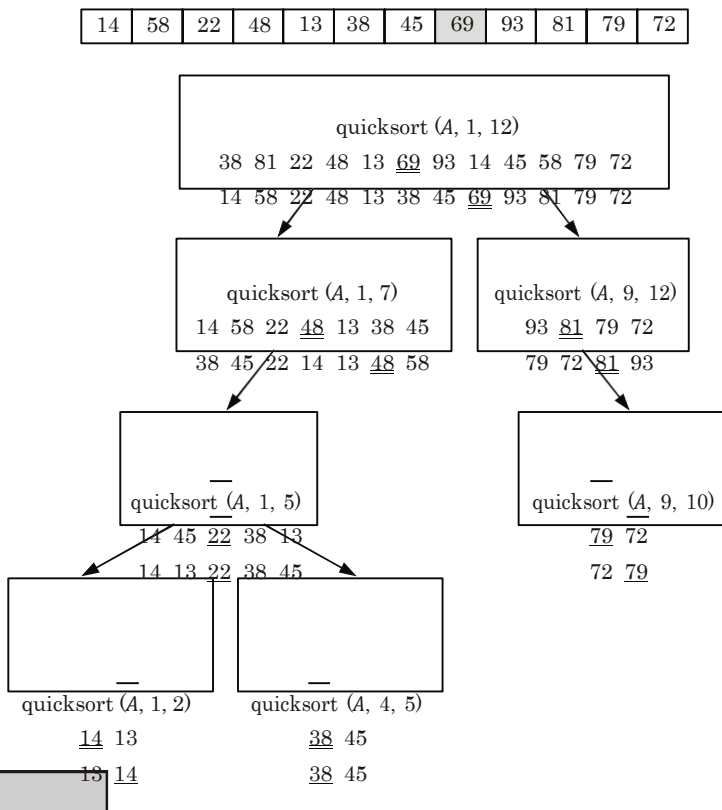 14 58 22 48 13 38 45 69 93 81 79 72
quicksort (A, 1, 12)
38 81 22 48 13 69 93 14 45 58 79 72
14 58 22 48 13 38 45 69 93 81 79 72
quicksort (A, 1, 7)
14 58 22 48 13 38 45
38 45 22 14 13 48 58
quicksort (A, 9, 12)
93 81 79 72
79 72 81 93
quicksort (A, 1, 5)
14 45 22 38 13
14 13 22 38 45
quicksort (A, 9, 10)
79 72
72 79
quicksort (A, 1, 2)
14 13
13 14
quicksort (A, 4, 5)
38 45
38 45